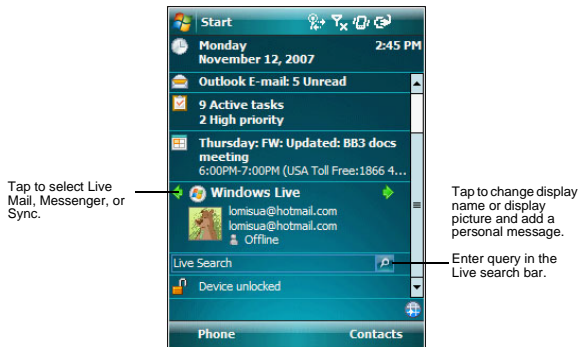 Start
Monday 2:45 PM
November 12, 2007
Outlook E-mail: 5 Unread
9 Active tasks
2 High priority
Thursday: FW: Updated: BB3 docs
meeting
6:00PM-7:00PM (USA Toll Free:1866 4...
Windows Live
lomisua@hotmail.com
lomisua@hotmail.com
Offline
Live Search
Device unlocked
Phone Contacts
Tap to select Live
Mail, Messenger, or
Sync.
Tap to change display
name or display
picture and add a
personal message.
Enter query in the
Live search bar.